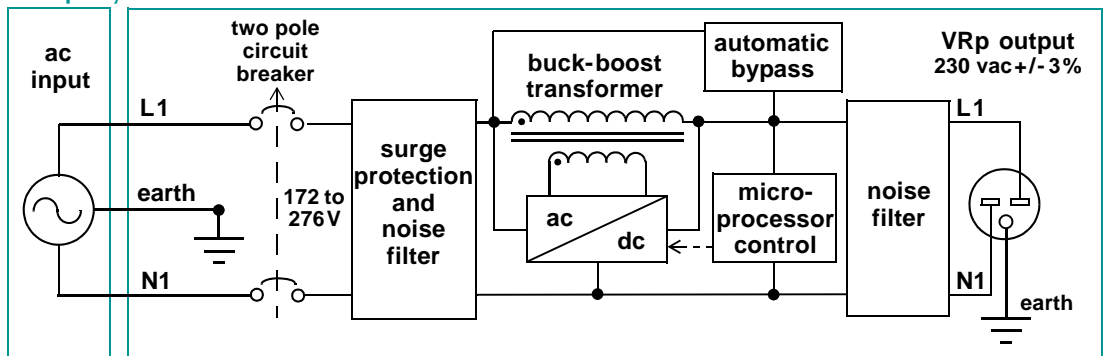 ac
input
two pole
circuit
breaker
L1
earth
N1
172 to
276V
surge
protection
and
noise
filter
buck-boost
transformer
automatic
bypass
ac
dc
micro-
processor
control
noise
filter
VRp output
230 vac+/-3%
L1
N1
earth